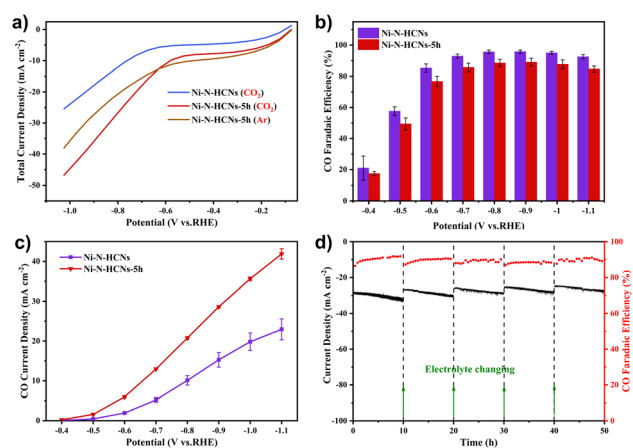 a)
Total Current Density (mA cm⁻²)
0
-10
-20
-30
-40
-50
Ni-N-HCNs (CO₂)
Ni-N-HCNs-5h (CO₂)
Ni-N-HCNs-5h (Ar)
-1.0 -0.8 -0.6 -0.4 -0.2
Potential (V vs.RHE)
b)
CO Faradaic Efficiency (%)
120
100
80
60
40
20
0
Ni-N-HCNs
Ni-N-HCNs-5h
-0.4 -0.5 -0.6 -0.7 -0.8 -0.9 -1 -1.1
Potential (V vs.RHE)
c)
CO Current Density (mA cm⁻²)
40
30
20
10
0
Ni-N-HCNs
Ni-N-HCNs-5h
-0.4 -0.5 -0.6 -0.7 -0.8 -0.9 -1.0 -1.1
Potential (V vs.RHE)
d)
Current Density (mA cm⁻²)
0
-20
-40
-60
-80
-100
Electrolyte changing
0 10 20 30 40 50
Time (h)
100
80
60
40
20
0
CO Faradaic Efficiency (%)